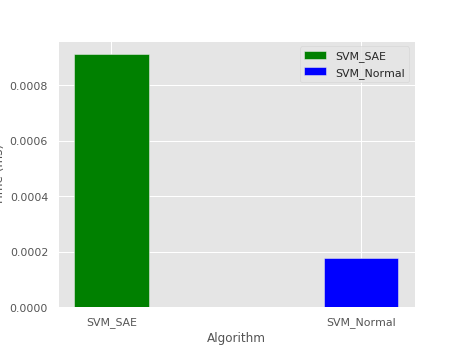 SVM_SAE
SVM_Normal
0.0008
0.0006
0.0004
0.0002
0.0000
SVM_SAE
SVM_Normal
Algorithm